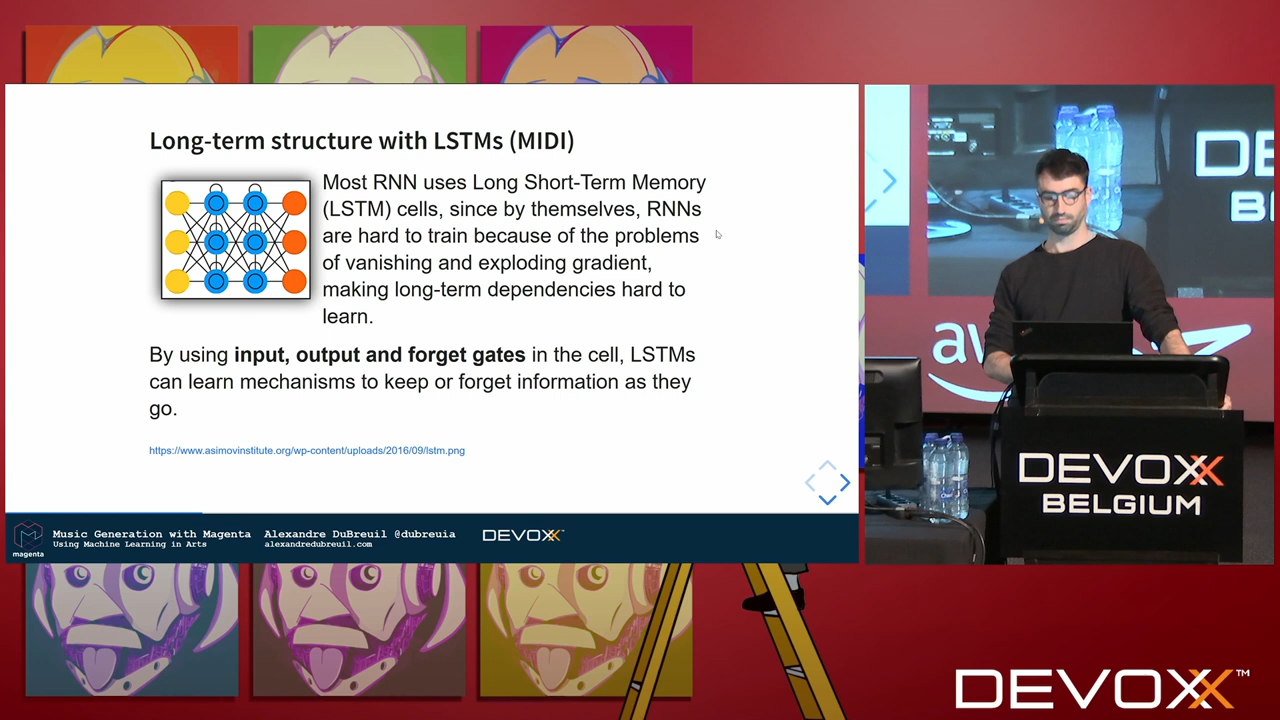 Long-term structure with LSTMs (MIDI)
Most RNN uses Long Short-Term Memory
(LSTM) cells, since by themselves, RNNs
are hard to train because of the problems
of vanishing and exploding gradient,
making long-term dependencies hard to
learn.
By using input, output and forget gates in the cell, LSTMs
can learn mechanisms to keep or forget information as they
go.
https://www.asimovinstitute.org/wp-content/uploads/2016/09/lstm.png
magenta
Music Generation with Magenta
Using Machine Learning in Arts
Alexandre DuBreuil @dubreuia
alexandredubreuil.com
DEVOXX™
DE
B
aw
DEVOXX
BELGIUM
DEVOXX™